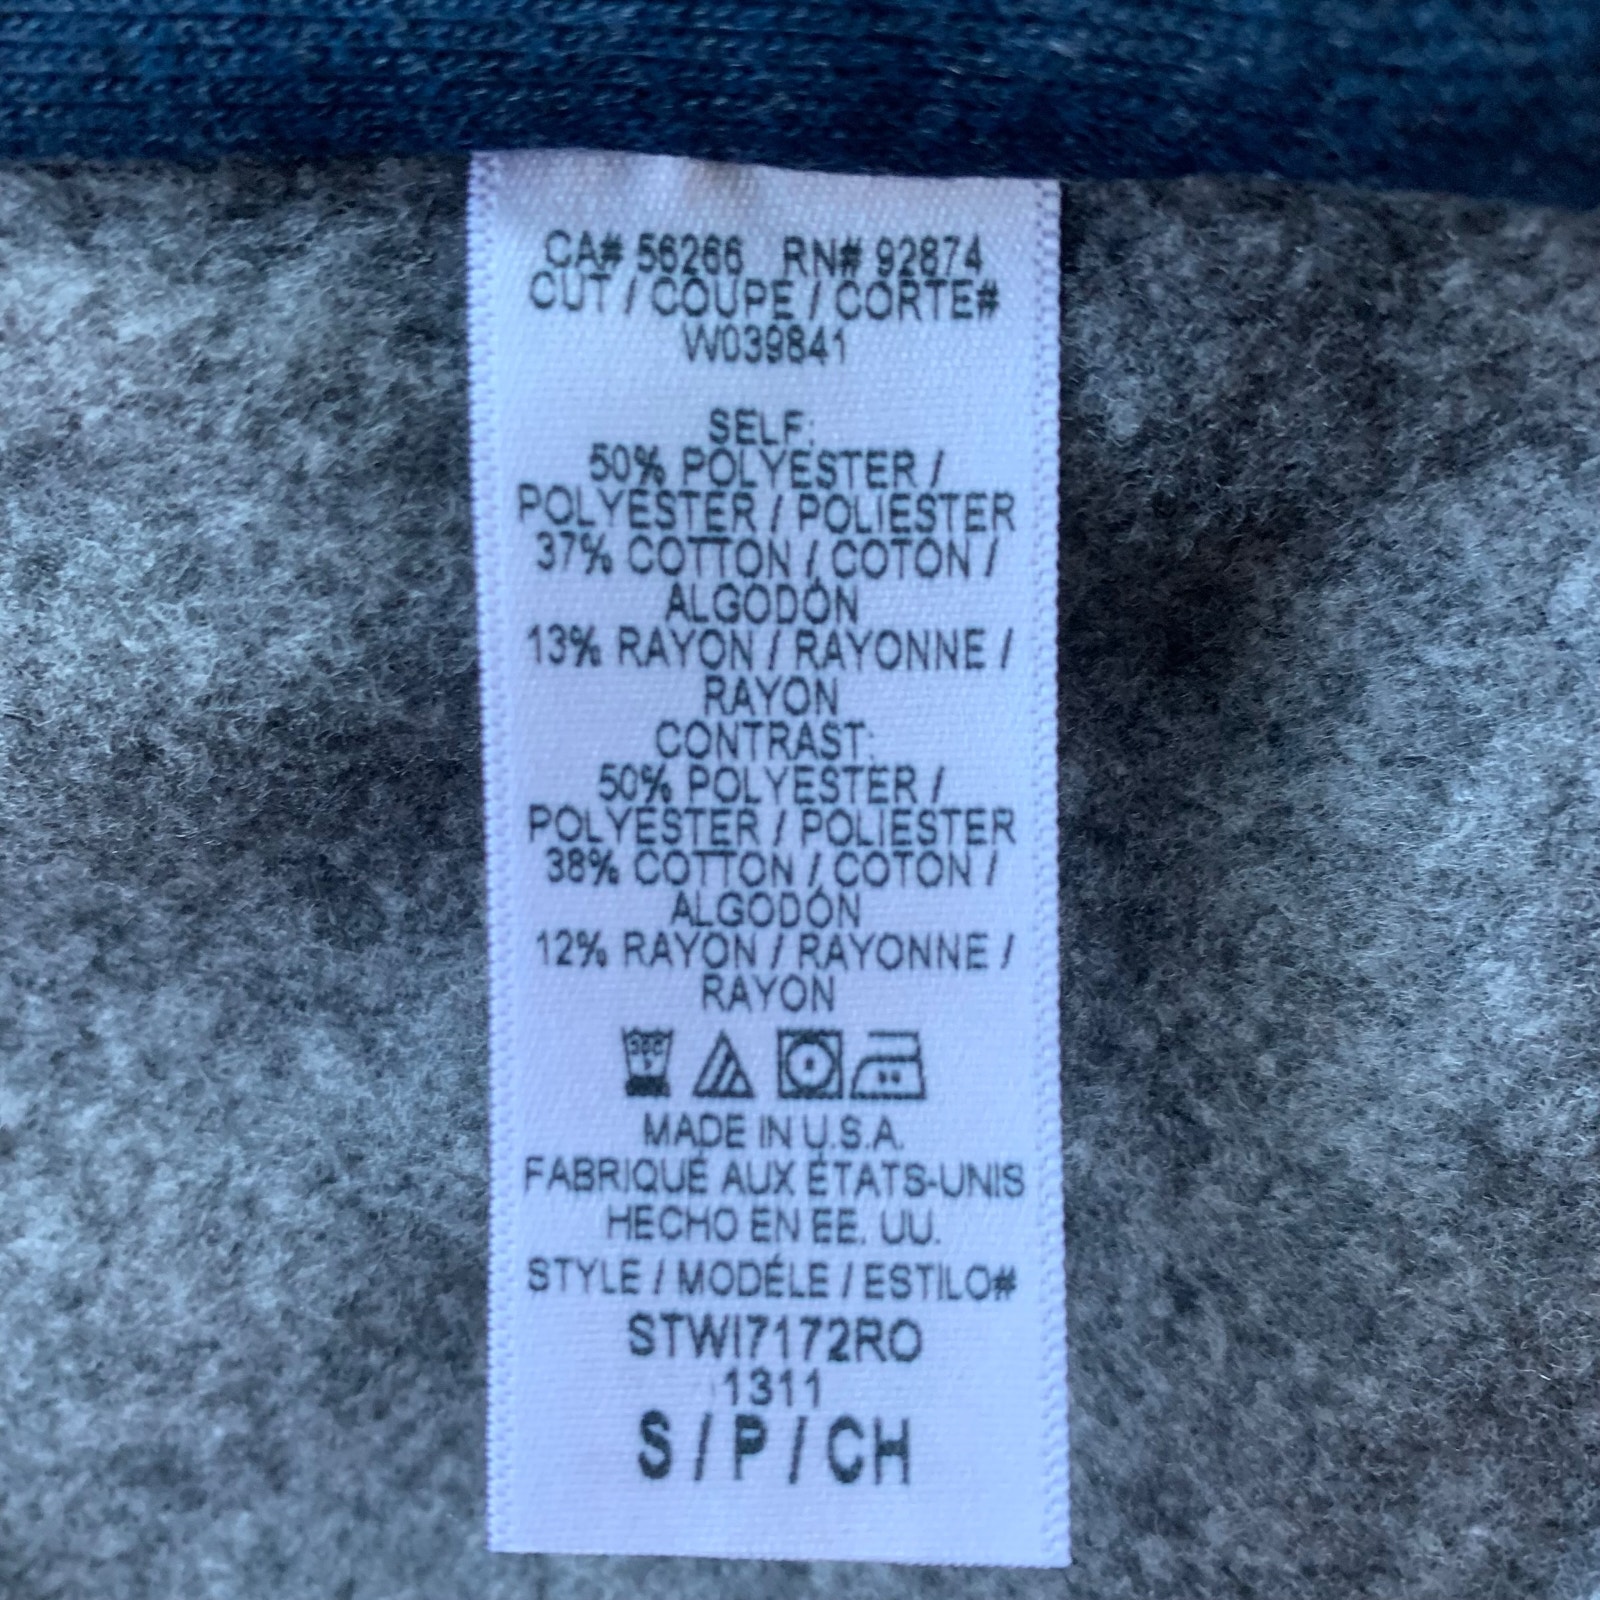 CA# 56266 RN# 92874
CUT / COUPE / CORTE#
W039841
SELF:
50% POLYESTER /
POLYESTER / POLIESTER
37% COTTON / COTON /
ALGODÓN
13% RAYON / RAYONNE /
RAYON
CONTRAST:
50% POLYESTER /
POLYESTER / POLIESTER
38% COTTON / COTON /
ALGODÓN
12% RAYON / RAYONNE /
RAYON
MADE IN U.S.A.
FABRIQUÉ AUX ÉTATS-UNIS
HECHO EN EE. UU.
STYLE / MODÉLE / ESTILO#
STWI7172RO
1311
S / P / CH